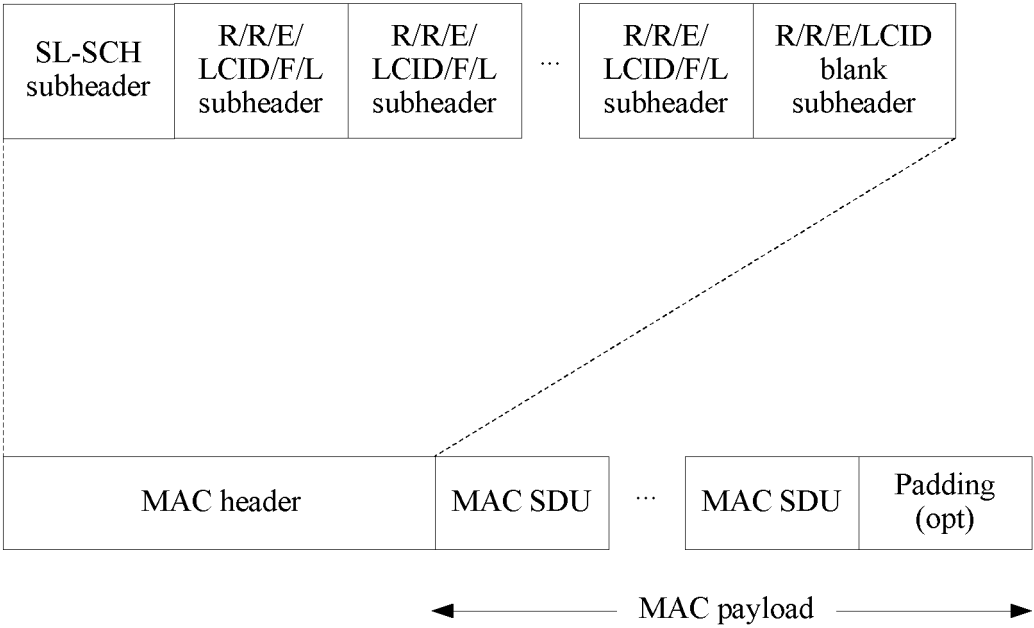 SL-SCH
subheader
R/R/E/
LCID/F/L
subheader
R/R/E/
LCID/F/L
subheader
...
R/R/E/
LCID/F/L
subheader
R/R/E/LCID
blank
subheader
MAC header
MAC SDU
...
MAC SDU
Padding
(opt)
MAC payload